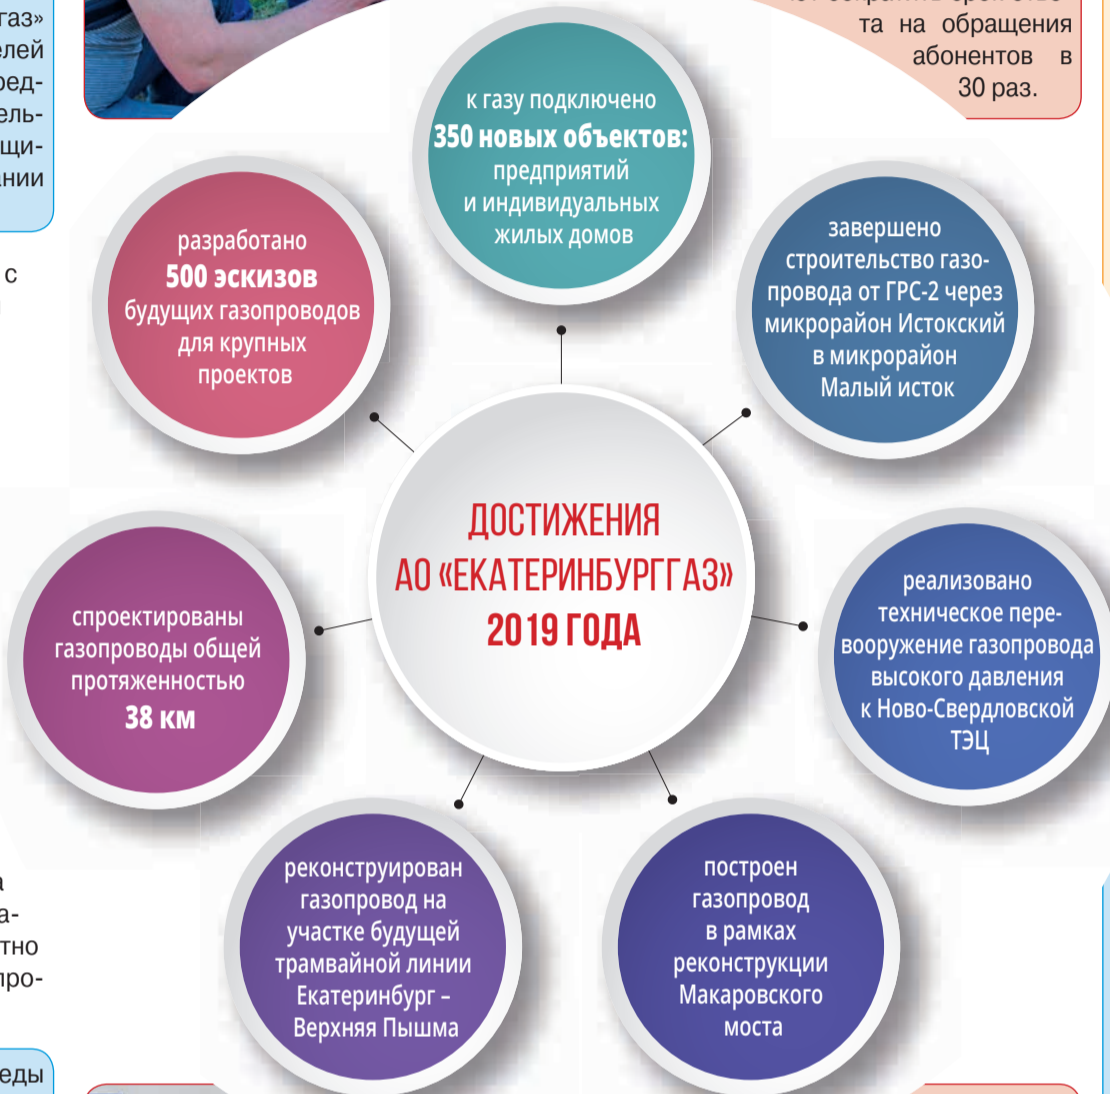 газ»
та на обращения
абонентов в
30 раз.
к газу подключено
350 новых объектов:
предприятий
и индивидуальных
жилых домов
разработано
500 эскизов
будущих газопроводов
для крупных
проектов
завершено
строительство газо-
провода от ГРС-2 через
микрорайон Истокский
в микрорайон
Малый исток
с
ДОСТИЖЕНИЯ
АО «ЕКАТЕРИНБУРГГАЗ»
2019 ГОДА
спроектированы
газопроводы общей
протяженностью
38 км
реализовано
техническое пере-
вооружение газопровода
высокого давления
к Ново-Свердловской
ТЭЦ
реконструирован
газопровод на
участке будущей
трамвайной линии
Екатеринбург –
Верхняя Пышма
построен
газопровод
в рамках
реконструкции
Макаровского
моста